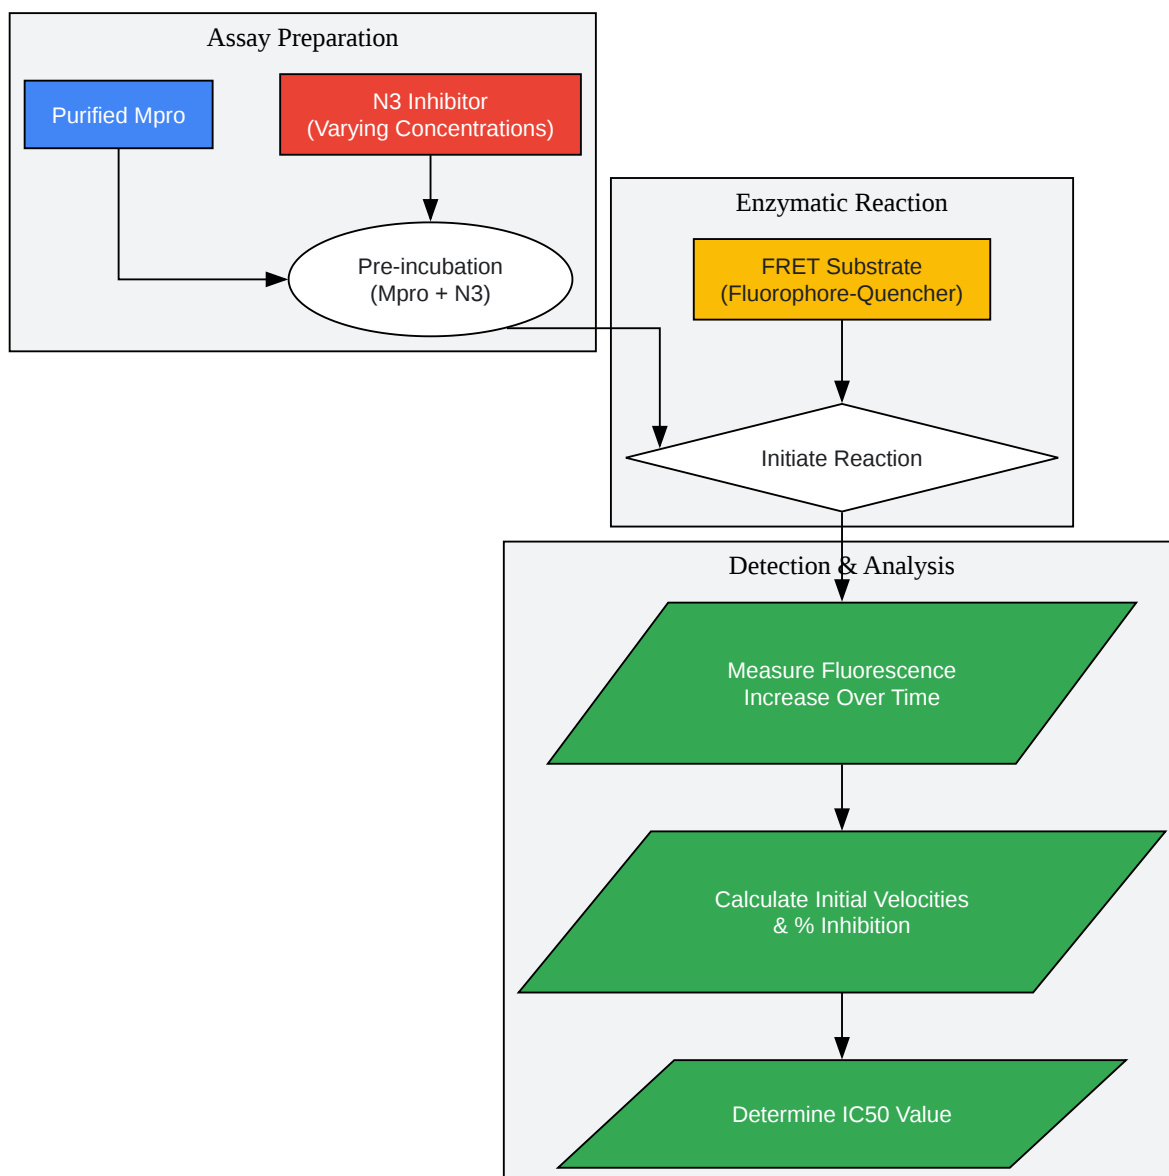 Assay Preparation
Purified Mpro
N3 Inhibitor
(Varying Concentrations)
Pre-incubation
(Mpro + N3)
Enzymatic Reaction
FRET Substrate
(Fluorophore-Quencher)
Initiate Reaction
Detection & Analysis
Measure Fluorescence
Increase Over Time
Calculate Initial Velocities
& % Inhibition
Determine IC50 Value